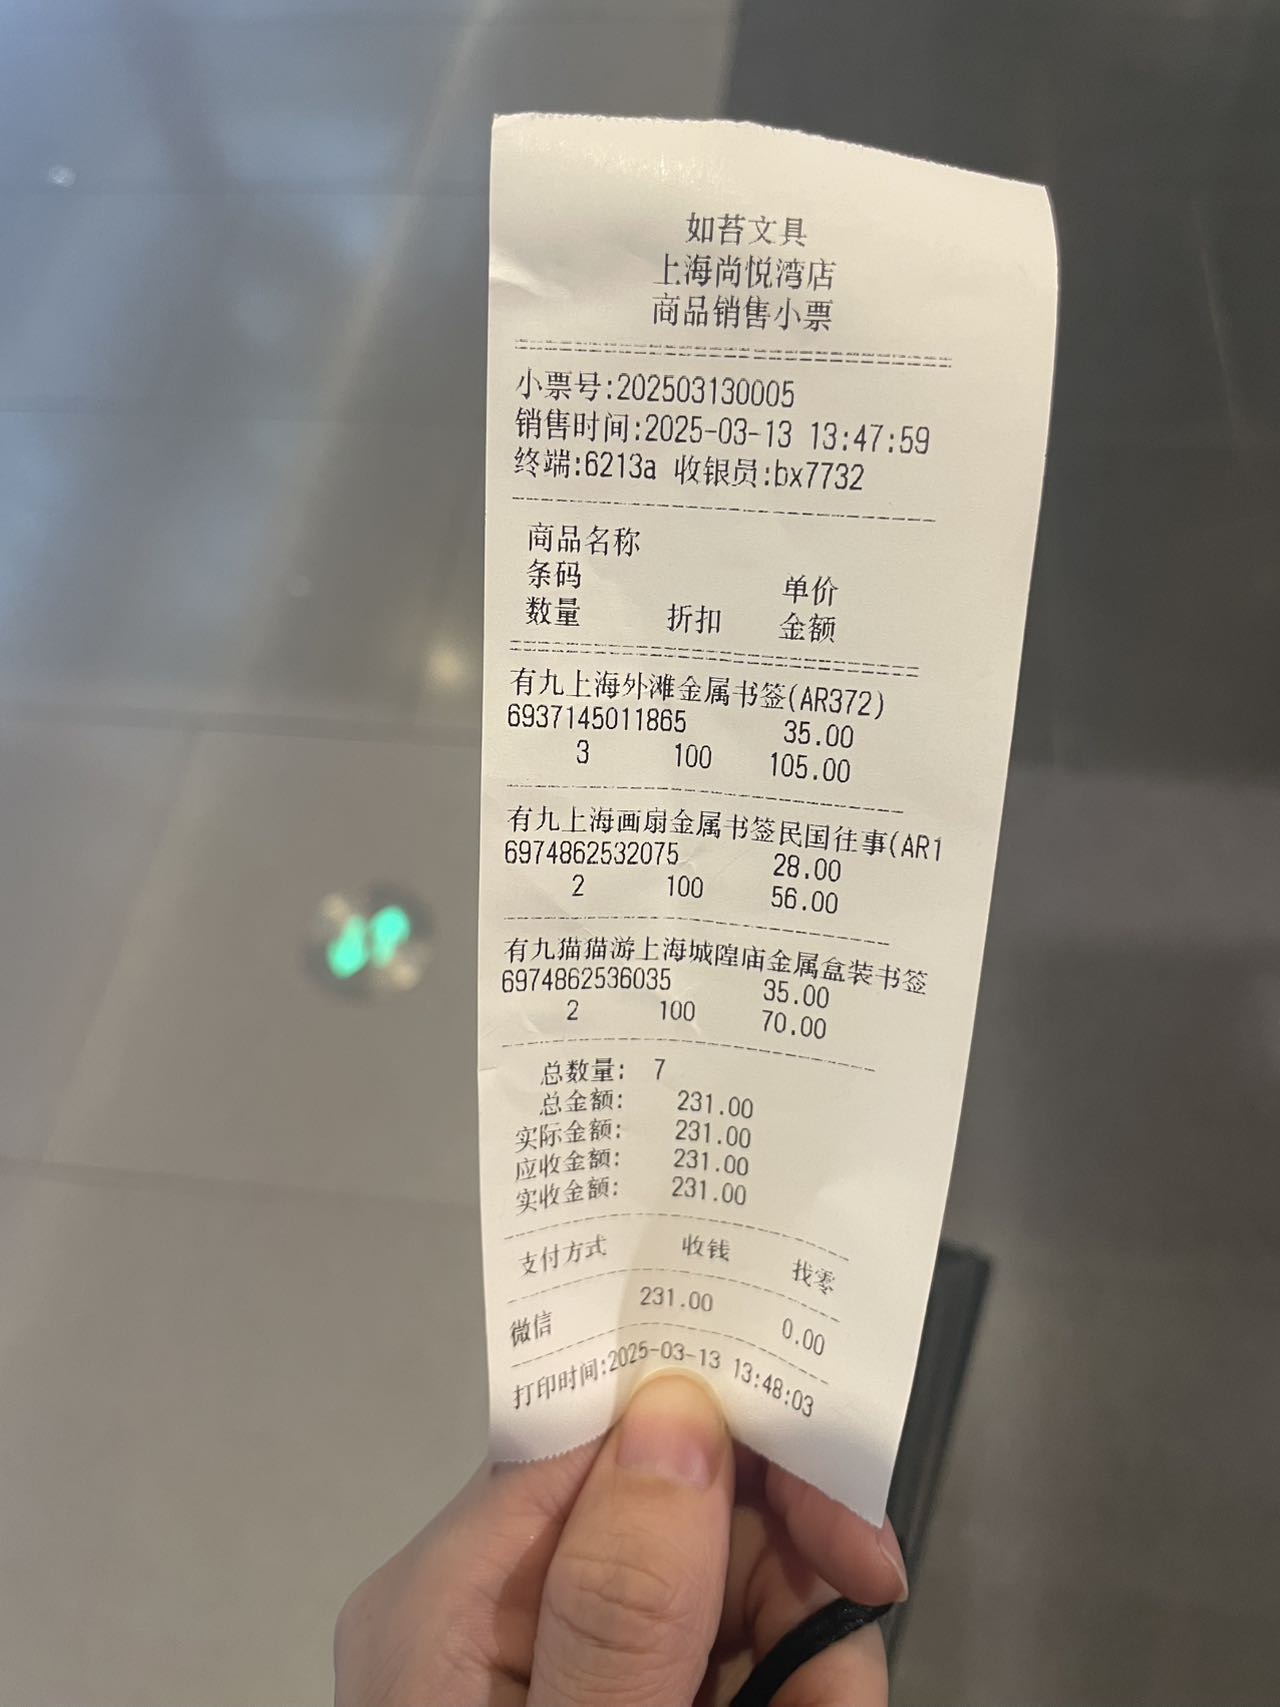 如苔文具
上海尚悦湾店
商品销售小票
小票号:202503130005
销售时间:2025-03-13 13:47:59
终端:6213a 收银员:bx7732
商品名称
条码 单价
数量 折扣 金额
有九上海外滩金属书签(AR372)
6937145011865 35.00
3 100 105.00
有九上海画扇金属书签民国往事(AR1
6974862532075 28.00
2 100 56.00
有九猫猫游上海城隍庙金属盒装书签
6974862536035 35.00
2 100 70.00
总数量: 7
总金额: 231.00
实际金额: 231.00
应收金额: 231.00
实收金额: 231.00
支付方式 收钱 找零
微信 231.00 0.00
打印时间:2025-03-13 13:48:03